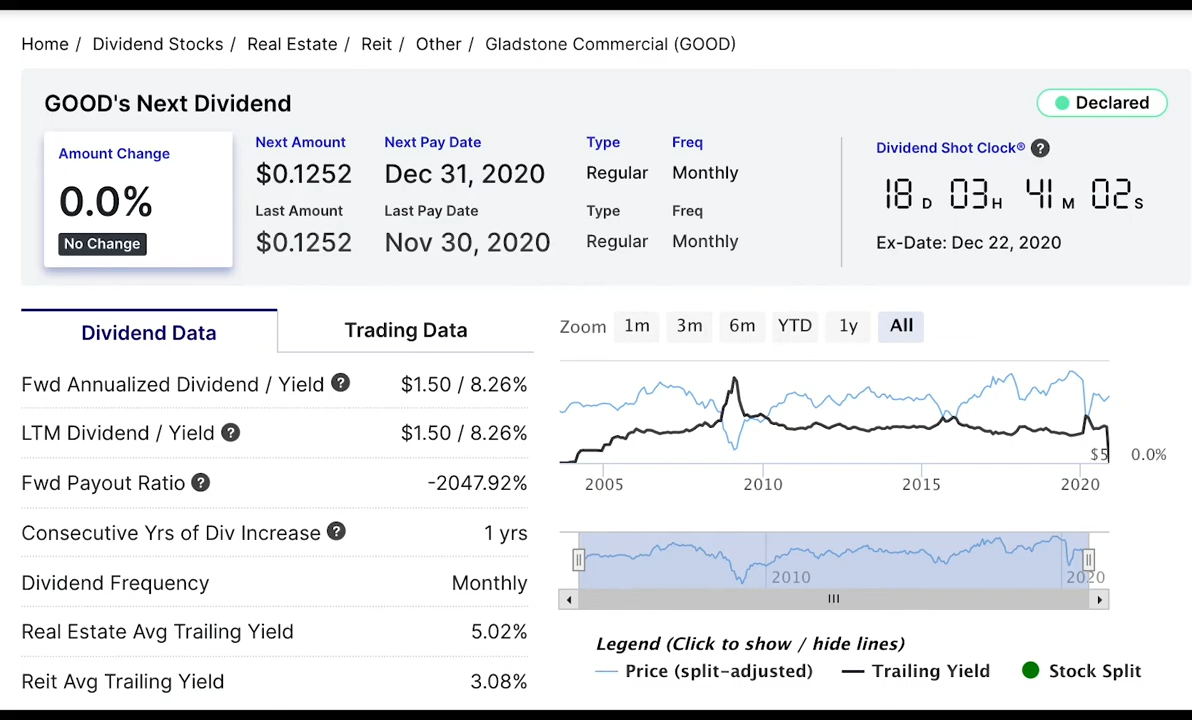 Home / Dividend Stocks / Real Estate / Reit / Other / Gladstone Commercial (GOOD)
GOOD's Next Dividend
Declared
Amount Change
0.0%
No Change
Next Amount Next Pay Date Type Freq
$0.1252 Dec 31, 2020 Regular Monthly
Last Amount Last Pay Date Type Freq
$0.1252 Nov 30, 2020 Regular Monthly
Dividend Shot Clock® ?
18 D 03 H 41 M 02 S
Ex-Date: Dec 22, 2020
Dividend Data Trading Data
Fwd Annualized Dividend / Yield ? $1.50 / 8.26%
LTM Dividend / Yield ? $1.50 / 8.26%
Fwd Payout Ratio ? -2047.92%
Consecutive Yrs of Div Increase ? 1 yrs
Dividend Frequency Monthly
Real Estate Avg Trailing Yield 5.02%
Reit Avg Trailing Yield 3.08%
Zoom 1m 3m 6m YTD 1y All
$5 0.0%
2005 2010 2015 2020
2010 2020
Legend (Click to show / hide lines)
Price (split-adjusted) Trailing Yield Stock Split